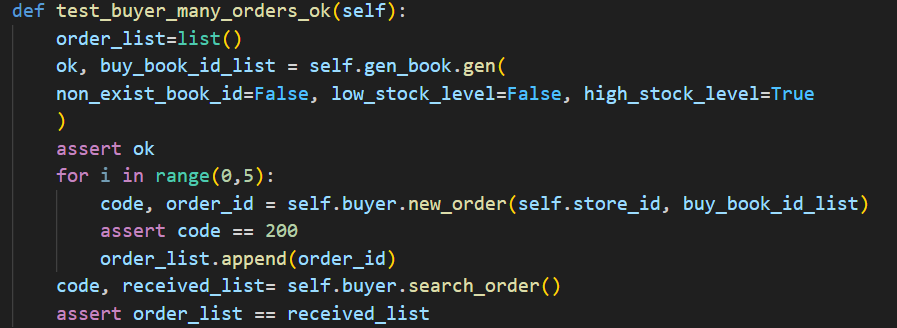 def test_buyer_many_orders_ok(self):
    order_list=list()
    ok, buy_book_id_list = self.gen_book.gen(
    non_exist_book_id=False, low_stock_level=False, high_stock_level=True
    )
    assert ok
    for i in range(0,5):
        code, order_id = self.buyer.new_order(self.store_id, buy_book_id_list)
        assert code == 200
        order_list.append(order_id)
    code, received_list= self.buyer.search_order()
    assert order_list == received_list